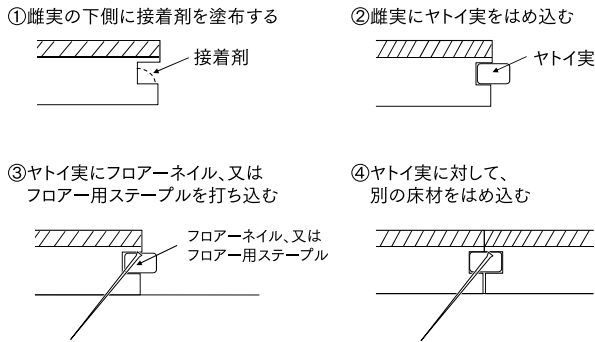 ①雌実の下側に接着剤を塗布する
接着剤
②雌実にヤトイ実をはめ込む
ヤトイ実
③ヤトイ実にフロアーネイル、又は
フロアー用ステープルを打ち込む
フロアーネイル、又は
フロアー用ステープル
④ヤトイ実に対して、
別の床材をはめ込む